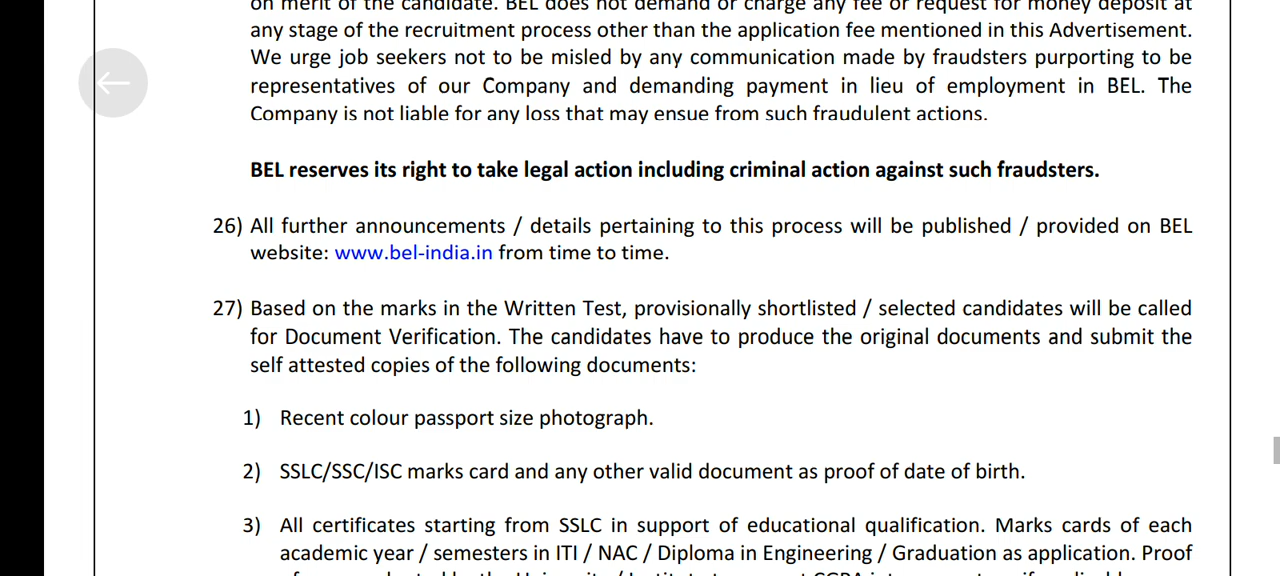 on merit of the candidate. BEL does not demand or charge any fee or request for money deposit at
any stage of the recruitment process other than the application fee mentioned in this Advertisement.
We urge job seekers not to be misled by any communication made by fraudsters purporting to be
representatives of our Company and demanding payment in lieu of employment in BEL. The
Company is not liable for any loss that may ensue from such fraudulent actions.
BEL reserves its right to take legal action including criminal action against such fraudsters.
26) All further announcements / details pertaining to this process will be published / provided on BEL
website: www.bel-india.in from time to time.
27) Based on the marks in the Written Test, provisionally shortlisted / selected candidates will be called
for Document Verification. The candidates have to produce the original documents and submit the
self attested copies of the following documents:
1) Recent colour passport size photograph.
2) SSLC/SSC/ISC marks card and any other valid document as proof of date of birth.
3) All certificates starting from SSLC in support of educational qualification. Marks cards of each
academic year / semesters in ITI / NAC / Diploma in Engineering / Graduation as application. Proof